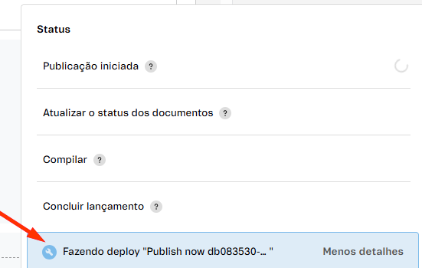 Status
Publicação iniciada ?
Atualizar o status dos documentos ?
Compilar ?
Concluir lançamento ?
Fazendo deploy "Publish now db083530-... " Menos detalhes